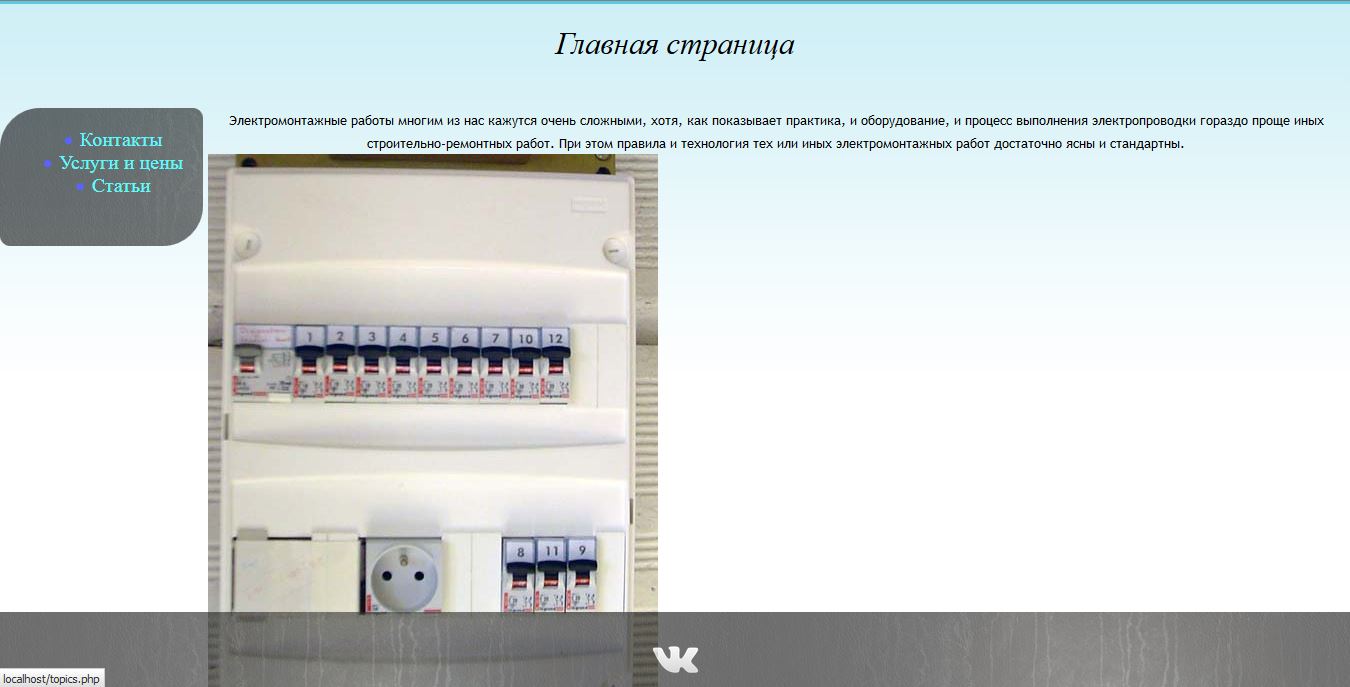 Главная страница
Контакты
Услуги и цены
Статьи
Электромонтажные работы многим из нас кажутся очень сложными, хотя, как показывает практика, и оборудование, и процесс выполнения электропроводки гораздо проще иных
строительно-ремонтных работ. При этом правила и технология тех или иных электромонтажных работ достаточно ясны и стандартны.
1 2 3 4 5 6 7 10 12
8 11 9
localhost/topics.php